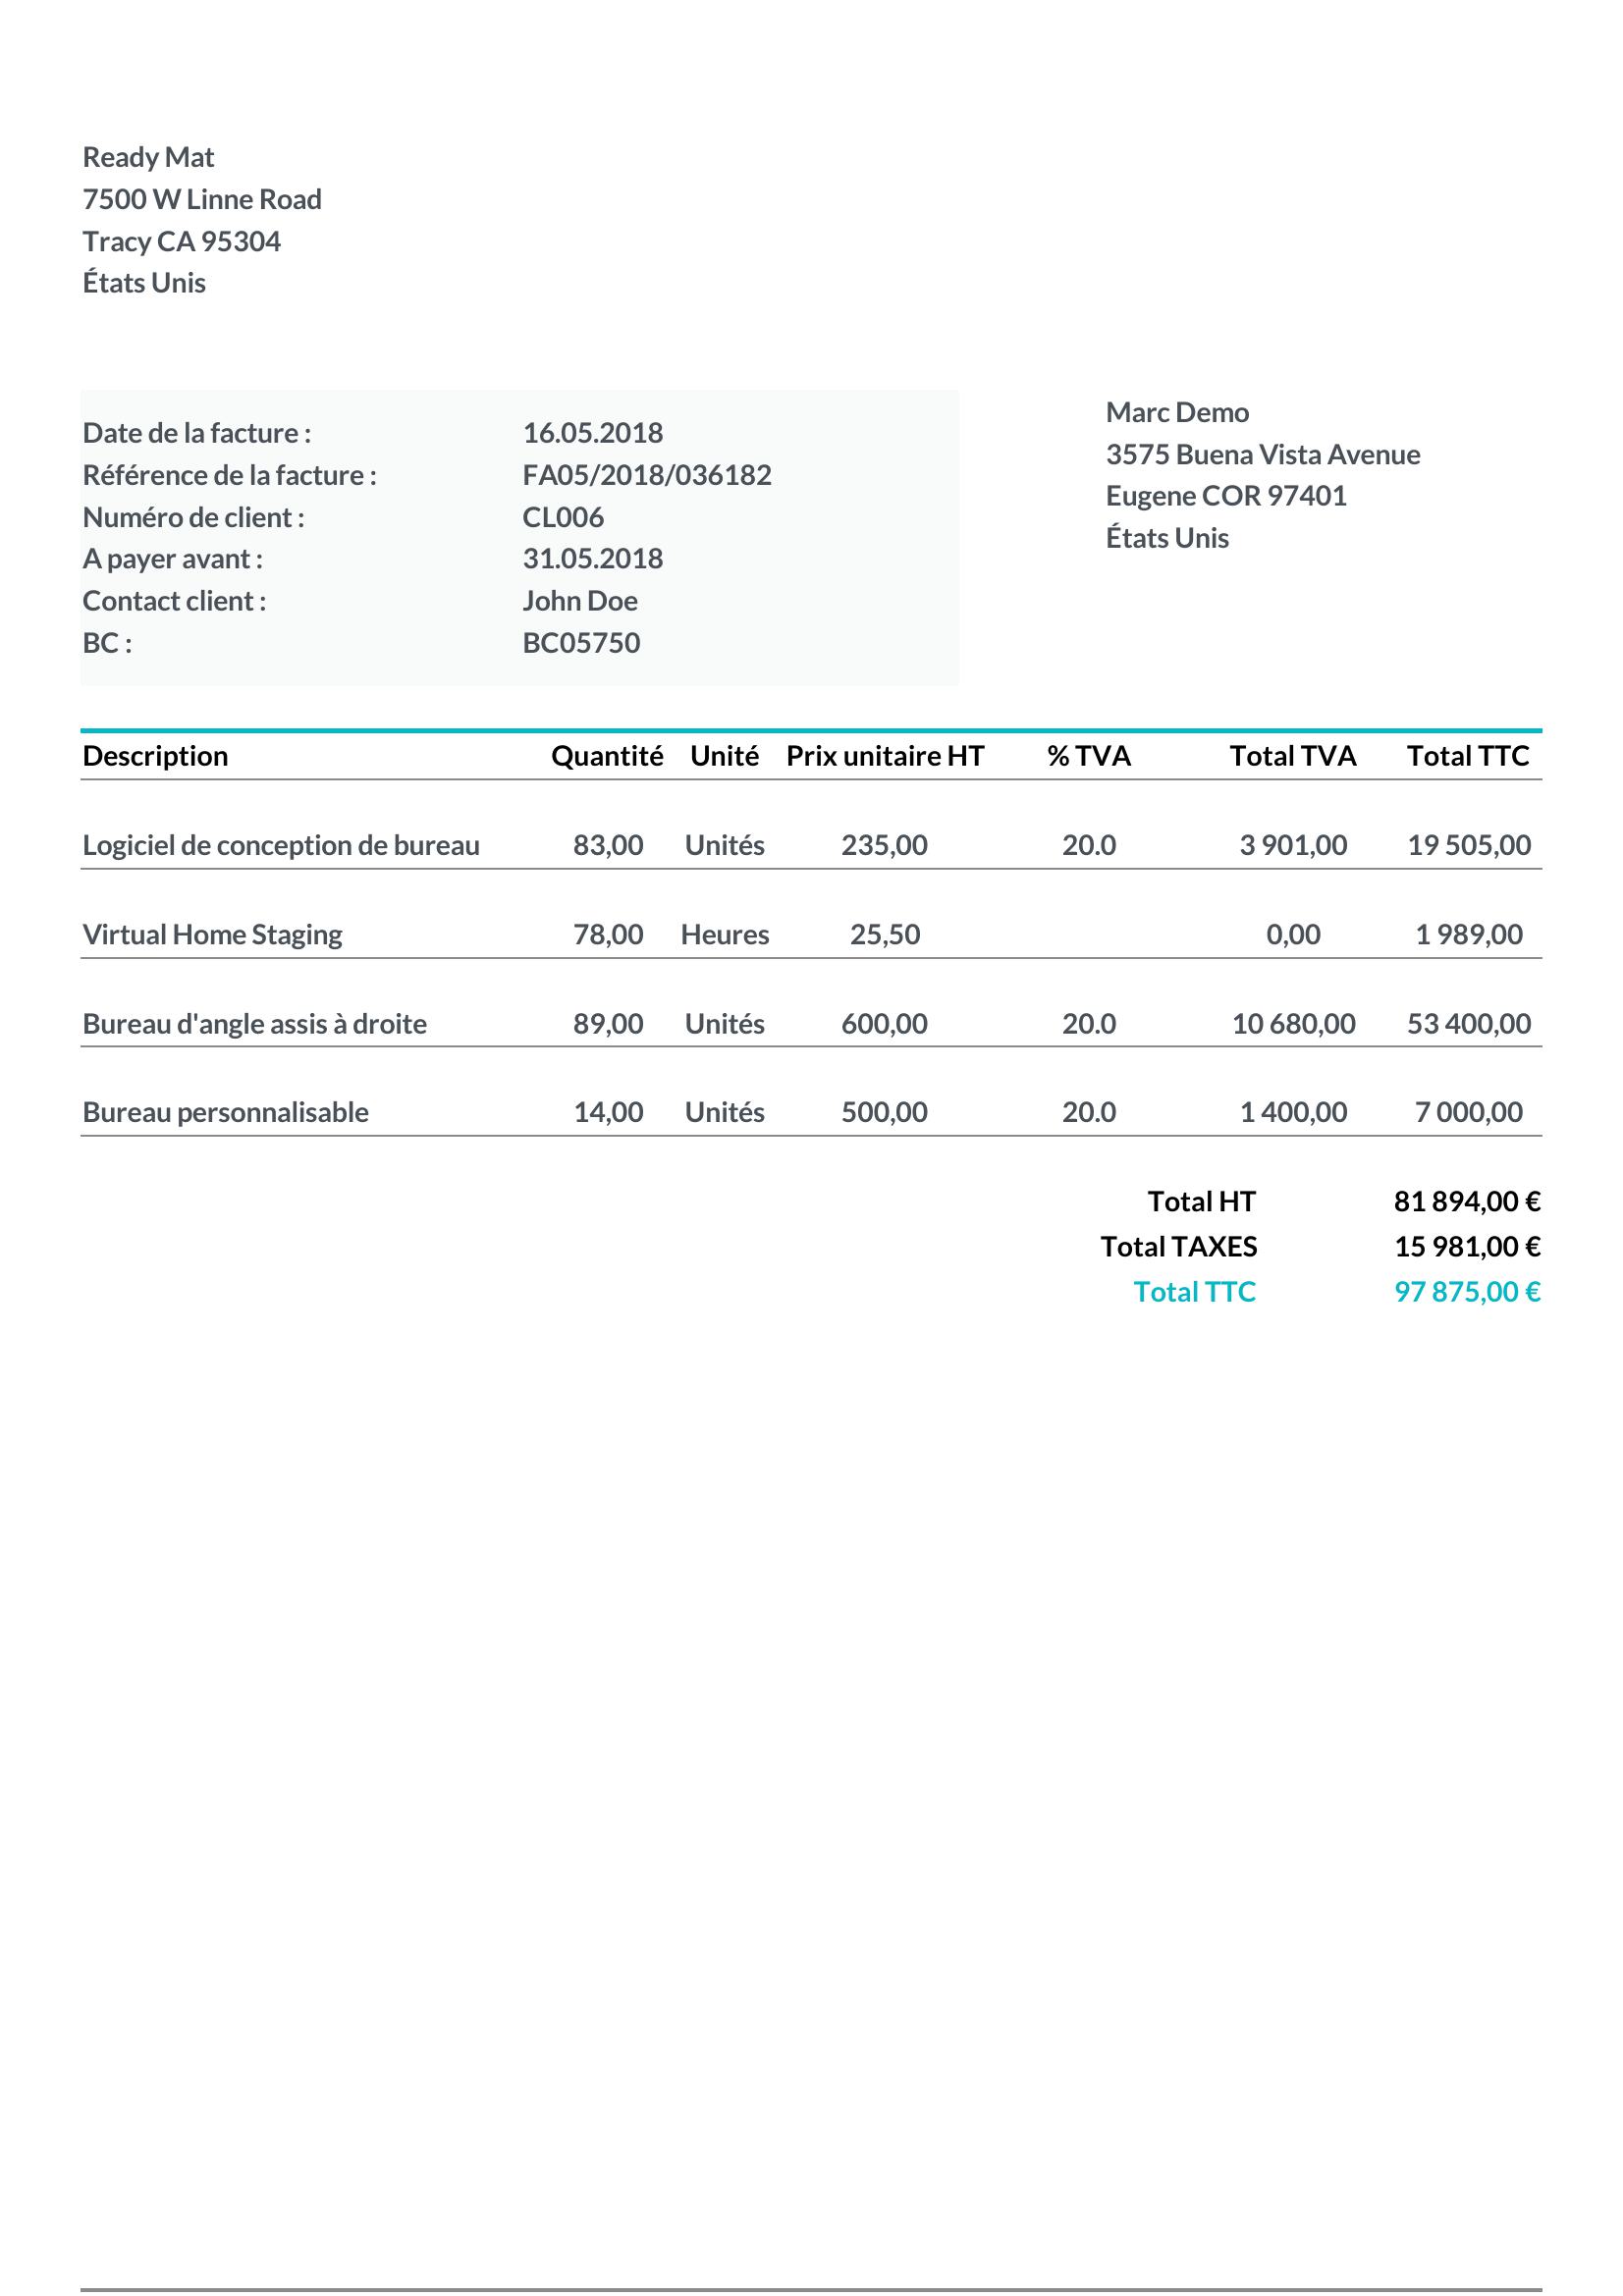 Ready Mat
7500 W Linne Road
Tracy CA 95304
États Unis
Date de la facture : 16.05.2018
Référence de la facture : FA05/2018/036182
Numéro de client : CL006
A payer avant : 31.05.2018
Contact client : John Doe
BC : BC05750
Marc Demo
3575 Buena Vista Avenue
Eugene COR 97401
États Unis
Description Quantité Unité Prix unitaire HT % TVA Total TVA Total TTC
Logiciel de conception de bureau 83,00 Unités 235,00 20.0 3 901,00 19 505,00
Virtual Home Staging 78,00 Heures 25,50 0,00 1 989,00
Bureau d'angle assis à droite 89,00 Unités 600,00 20.0 10 680,00 53 400,00
Bureau personnalisable 14,00 Unités 500,00 20.0 1 400,00 7 000,00
Total HT 81 894,00 €
Total TAXES 15 981,00 €
Total TTC 97 875,00 €